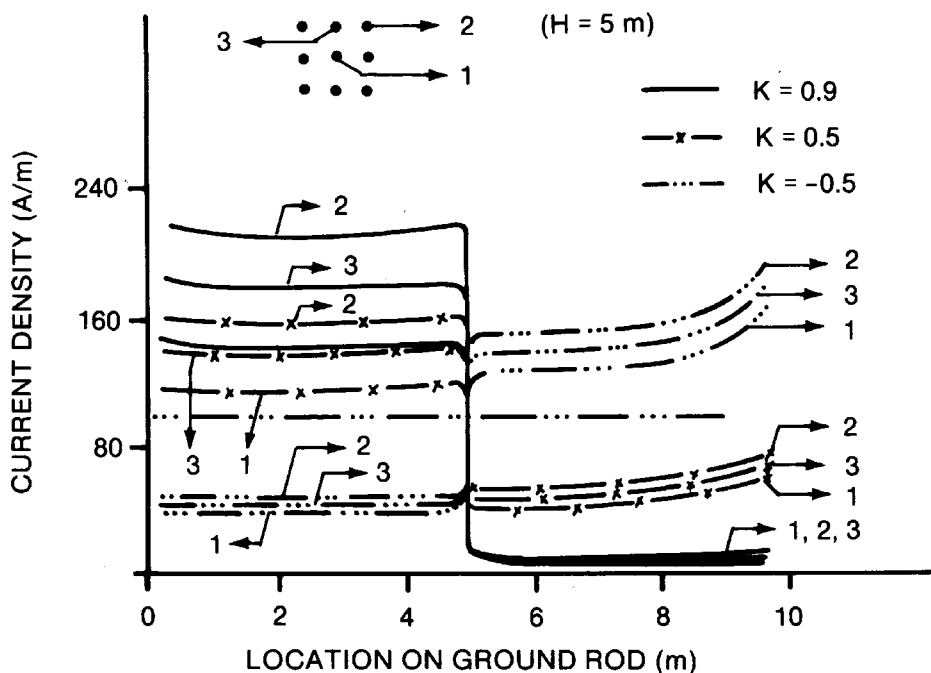 2 (H = 5 m)
3
1
K = 0.9
K = 0.5
K = −0.5
CURRENT DENSITY (A/m)
240
160
80
2
3
2
3 1
2
3
1
2
3
1
2
3
1
1, 2, 3
0 2 4 6 8 10
LOCATION ON GROUND ROD (m)